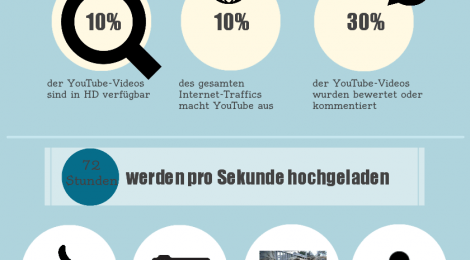 10%
10%
30%
der YouTube-Videos
sind in HD verfügbar
des gesamten
Internet-Traffics
macht YouTube aus
der YouTube-Videos
wurden bewertet oder
kommentiert
72
Stunden
werden pro Sekunde hochgeladen